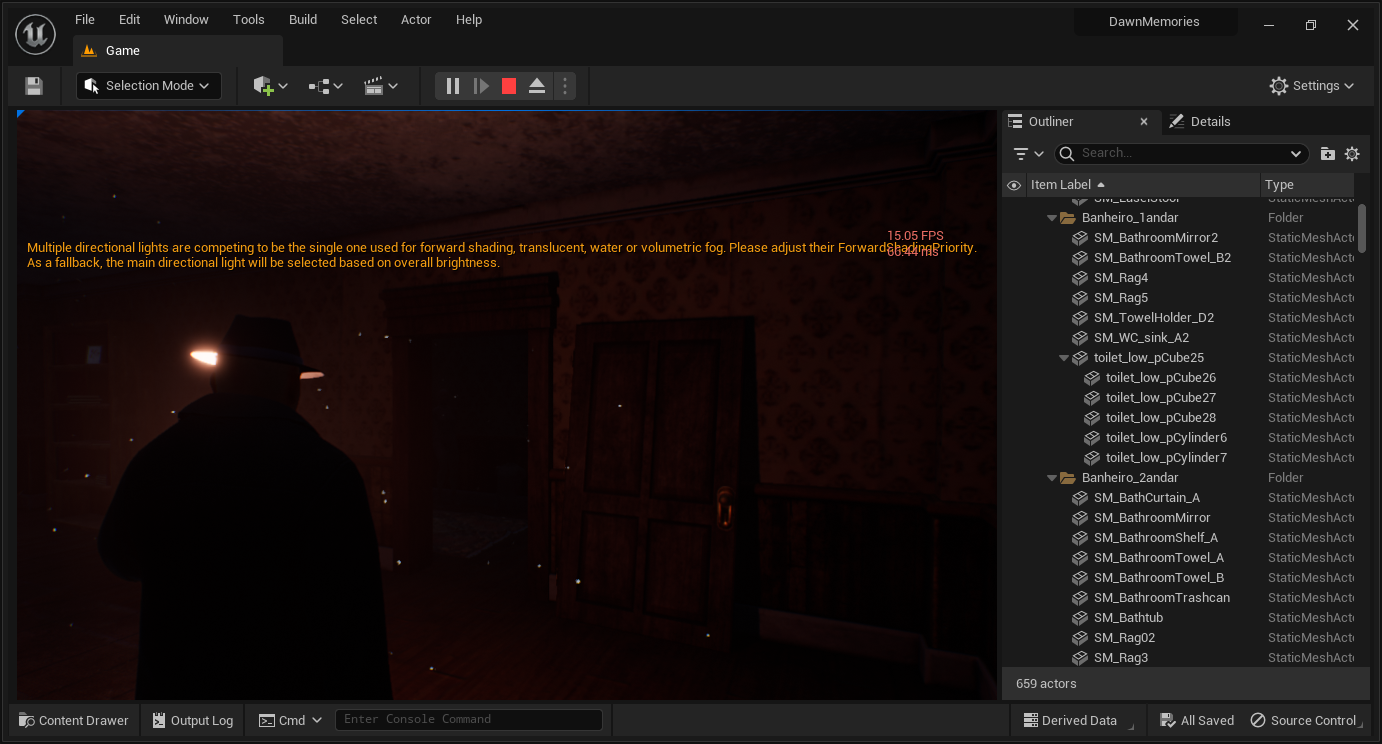 File Edit Window Tools Build Select Actor Help
DawnMemories
Game
Selection Mode
Settings
Outliner
Details
Search...
Item Label
Type
SM_EaselStool
Banheiro_1andar Folder
SM_BathroomMirror2 StaticMeshActo
SM_BathroomTowel_B2 StaticMeshActo
SM_Rag4 StaticMeshActo
SM_Rag5 StaticMeshActo
SM_TowelHolder_D2 StaticMeshActo
SM_WC_sink_A2 StaticMeshActo
toilet_low_pCube25 StaticMeshActo
toilet_low_pCube26 StaticMeshActo
toilet_low_pCube27 StaticMeshActo
toilet_low_pCube28 StaticMeshActo
toilet_low_pCylinder6 StaticMeshActo
toilet_low_pCylinder7 StaticMeshActo
Banheiro_2andar Folder
SM_BathCurtain_A StaticMeshActo
SM_BathroomMirror StaticMeshActo
SM_BathroomShelf_A StaticMeshActo
SM_BathroomTowel_A StaticMeshActo
SM_BathroomTowel_B StaticMeshActo
SM_BathroomTrashcan StaticMeshActo
SM_Bathtub StaticMeshActo
SM_Rag02 StaticMeshActo
SM_Rag3 StaticMeshActo
659 actors
15.05 FPS
66.44 ms
Multiple directional lights are competing to be the single one used for forward shading, translucent, water or volumetric fog. Please adjust their ForwardShadingPriority.
As a fallback, the main directional light will be selected based on overall brightness.
Content Drawer
Output Log
Cmd
Enter Console Command
Derived Data
All Saved
Source Control